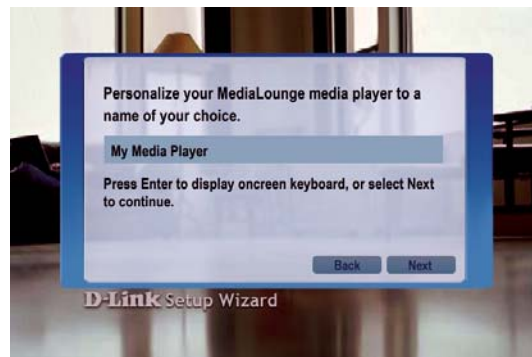 Personalize your MediaLounge media player to a
name of your choice.
My Media Player
Press Enter to display onscreen keyboard, or select Next
to continue.
Back Next
D-Link Setup Wizard